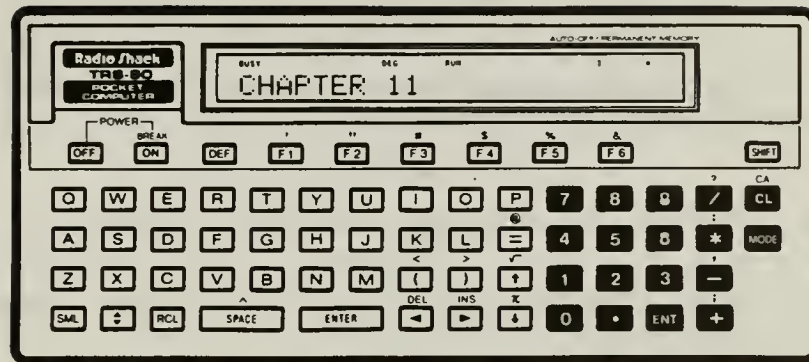 AUTO-OFF • PERMANENT MEMORY
Radio Shack
TRS-80
POCKET
COMPUTER
BUSY DEG RUN
CHAPTER 11
POWER
BREAK ' " # $ % &
OFF ON DEF F1 F2 F3 F4 F5 F6 SHIFT
? CA
Q W E R T Y U I O P 7 8 9 / CL
:
A S D F G H J K L = 4 5 6 * MODE
< > √ ,
Z X C V B N M ( ) ↑ 1 2 3 –
^ DEL INS π ;
SML RCL SPACE ENTER ◄ ► ↓ 0 • ENT +